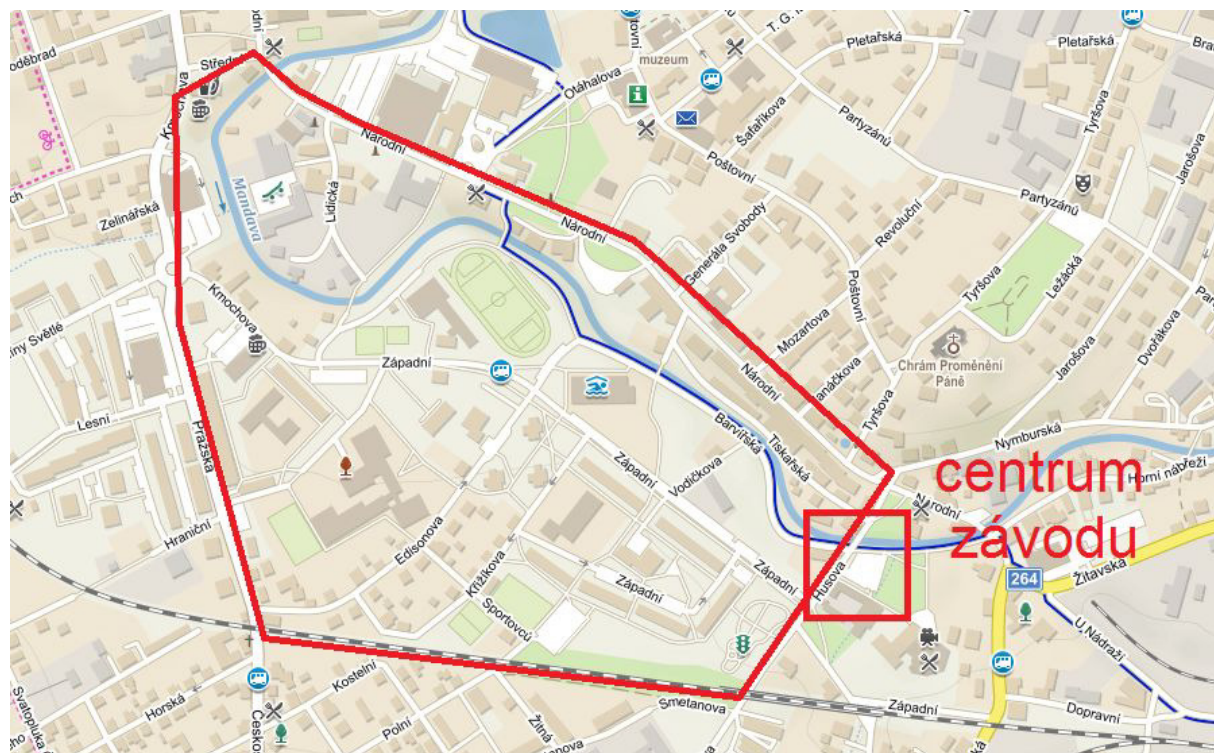 Střední
Pletařská
Pletařská
muzeum
Otáhalova
Šafaříkova
Partyzánů
Tyršova
Jarošova
Národní
Poštovní
Partyzánů
Lidická
Mandava
Zelinářská
Národní
Generála Svobody
Revoluční
Tyršova
Ležácká
Kmochova
Poštovní
Mozartova
Dvořákova
Jarošova
Chrám Proměnění
Páně
Západní
Národní
Tyršova
Lesní
Pražská
Barvířská
Tiskařská
Nymburská
Západní
Vodičkova
centrum
závodu
Horní nábřeží
Národní
Hraniční
Edisonova
Křižíkova
Západní
Západní
Husova
264
Žitavská
Sportovců
U Nádraží
Kostelní
Smetanova
Západní
Dopravní
Horská
Polní
Žitná
Svatopluka